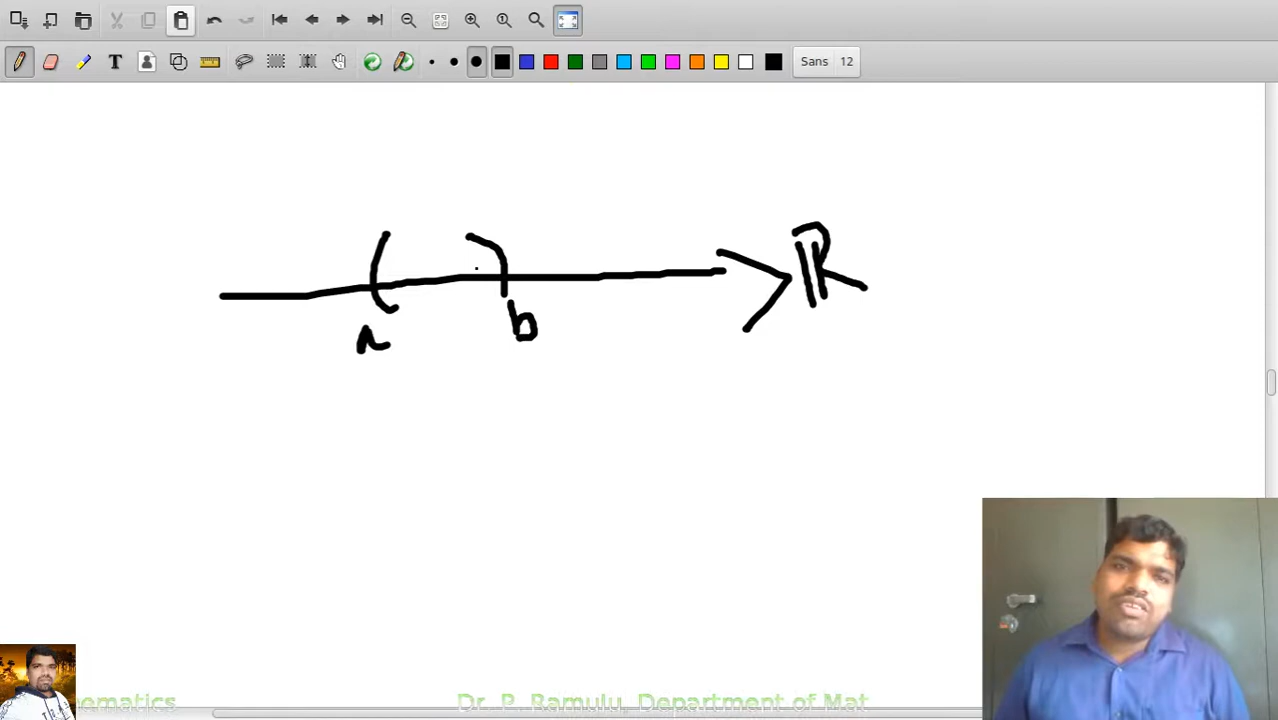 T
Sans 12
( ) ℝ
a b
ematics Dr. P. Ramulu, Department of Mat